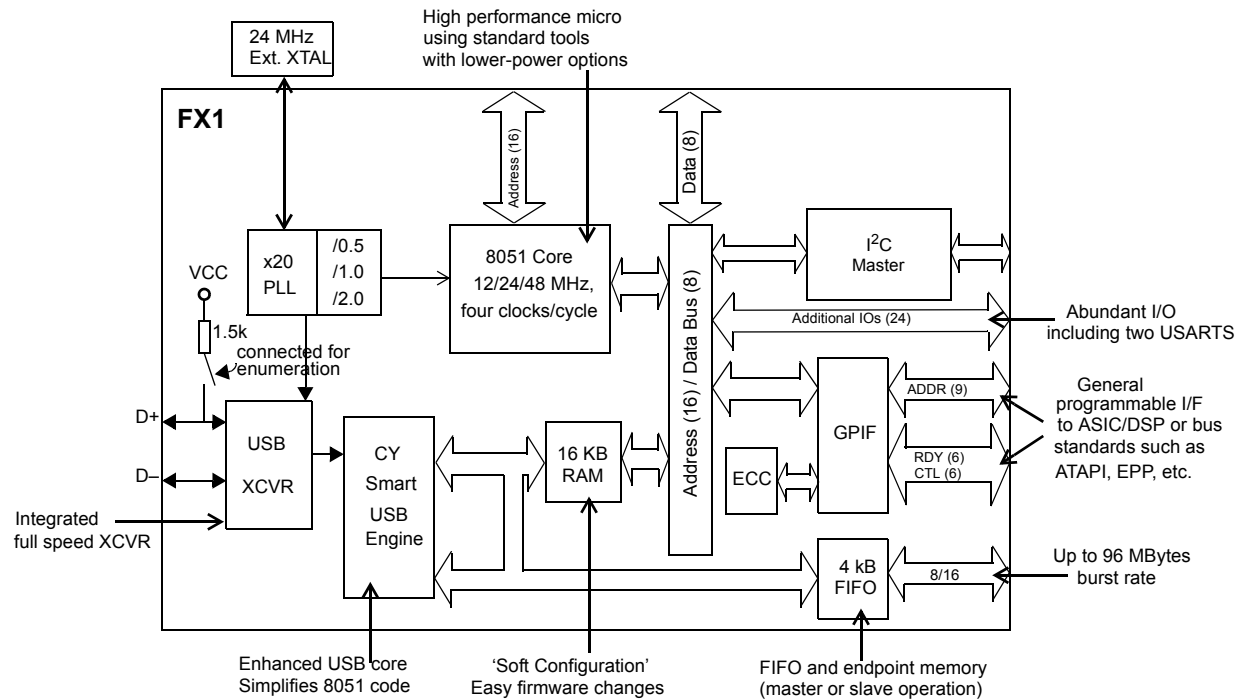 24 MHz
Ext. XTAL
High performance micro
using standard tools
with lower-power options
FX1
Address (16)
Data (8)
x20
PLL
/0.5
/1.0
/2.0
8051 Core
12/24/48 MHz,
four clocks/cycle
I²C
Master
VCC
1.5k
connected for
enumeration
Address (16) / Data Bus (8)
Additional IOs (24)
Abundant I/O
including two USARTS
D+
D–
USB
XCVR
CY
Smart
USB
Engine
16 KB
RAM
ECC
GPIF
ADDR (9)
RDY (6)
CTL (6)
General
programmable I/F
to ASIC/DSP or bus
standards such as
ATAPI, EPP, etc.
Integrated
full speed XCVR
4 kB
FIFO
8/16
Up to 96 MBytes
burst rate
Enhanced USB core
Simplifies 8051 code
‘Soft Configuration’
Easy firmware changes
FIFO and endpoint memory
(master or slave operation)